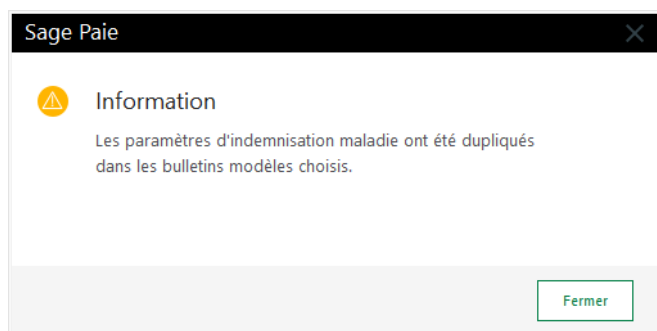 Sage Paie
Information
Les paramètres d'indemnisation maladie ont été dupliqués
dans les bulletins modèles choisis.
Fermer